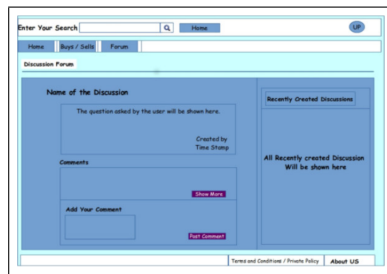 Enter Your Search
Home
UP
Home
Boys / Sells
Forum
Discussion Forum
Name of the Discussion
The question asked by the user will be shown here.
Created by
Time Stamp
Comments
Show More
Add Your Comment
Post Comment
Recently Created Discussions
All Recently created Discussion
Will be shown here
Terms and Conditions / Private Policy
About US